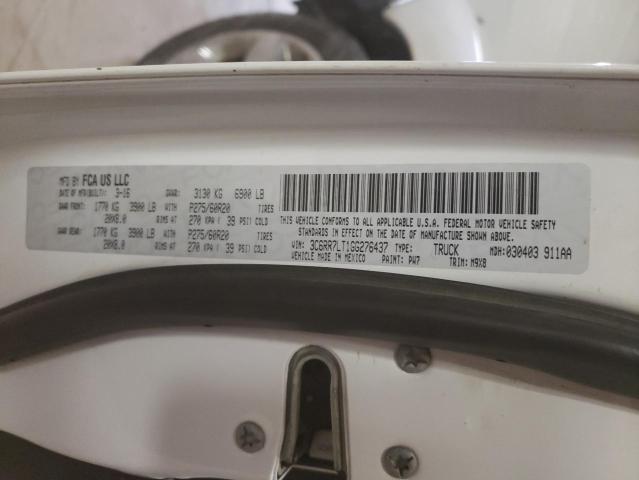 MFD BY FCA US LLC
DATE OF MFR(BUILT): 3-16 GVWR: 3130 KG 6900 LB
GAWR FRONT: 1770 KG 3900 LB WITH P275/60R20 TIRES
20X8.0 RIMS AT 270 KPA ( 39 PSI) COLD
GAWR REAR: 1770 KG 3900 LB WITH P275/60R20 TIRES
20X8.0 RIMS AT 270 KPA ( 39 PSI) COLD
THIS VEHICLE CONFORMS TO ALL APPLICABLE U.S.A. FEDERAL MOTOR VEHICLE SAFETY
STANDARDS IN EFFECT ON THE DATE OF MANUFACTURE SHOWN ABOVE.
VIN: 3C6RR7LT1GG276437 TYPE: TRUCK MDH: 030403 911AA
VEHICLE MADE IN MEXICO PAINT: PW7 TRIM: M9X8